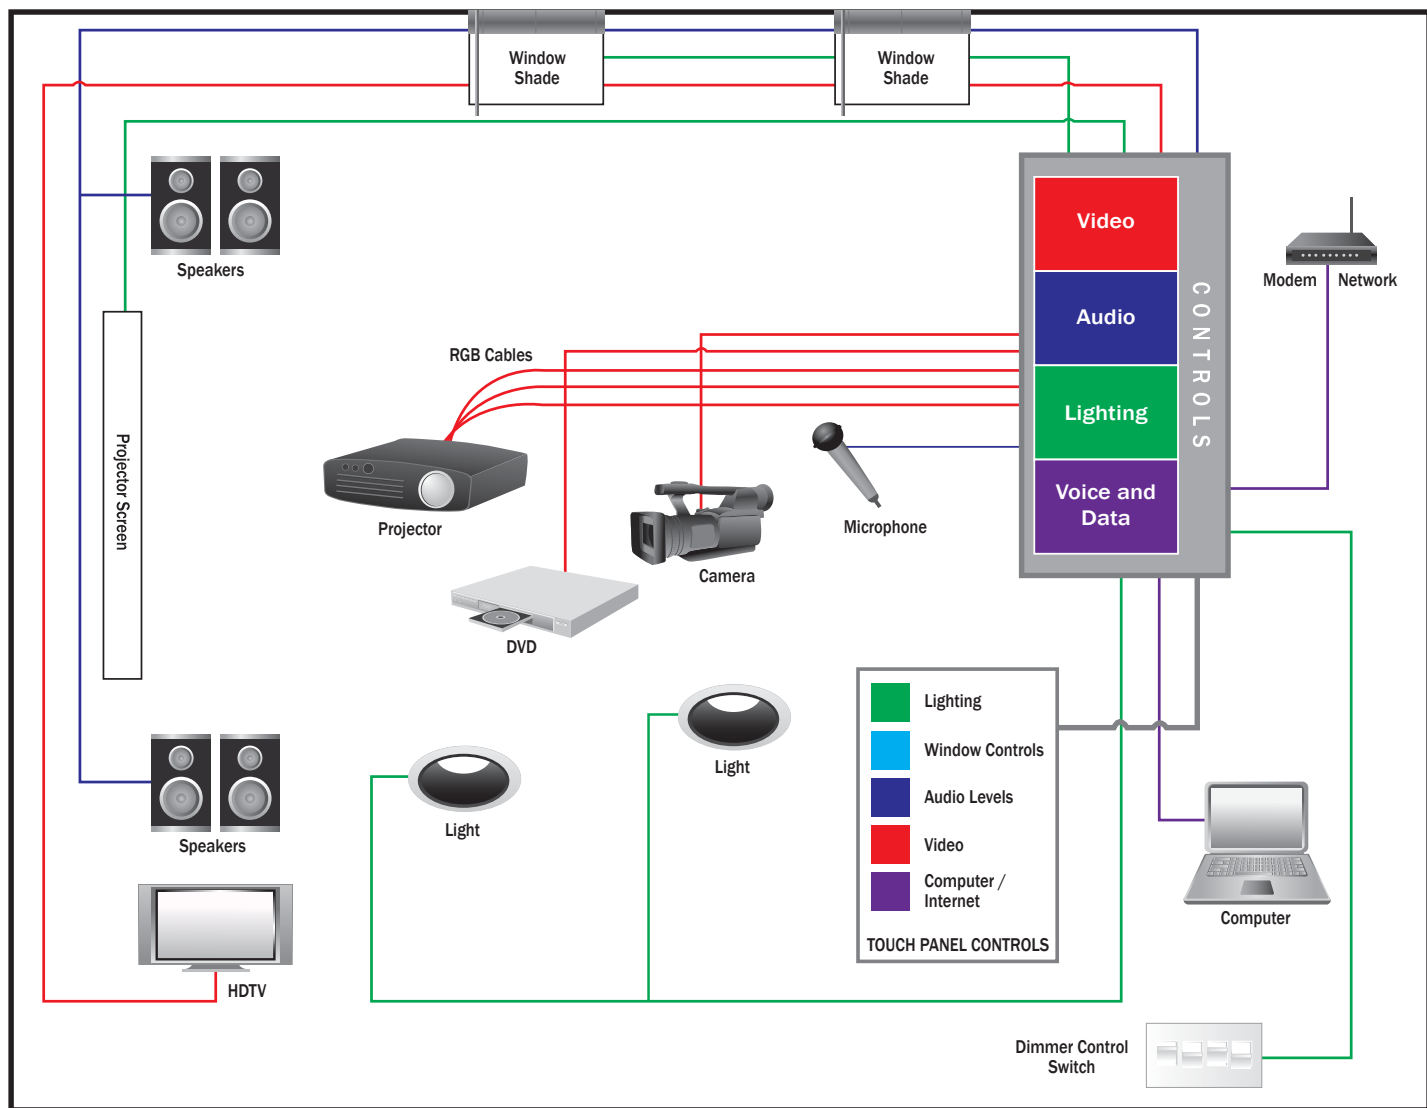 Window
Shade
Window
Shade
Speakers
Video
Audio
Lighting
Voice and
Data
CONTROLS
Modem
Network
RGB Cables
Projector Screen
Projector
Microphone
Camera
DVD
Light
Light
Speakers
HDTV
Lighting
Window Controls
Audio Levels
Video
Computer /
Internet
TOUCH PANEL CONTROLS
Computer
Dimmer Control
Switch